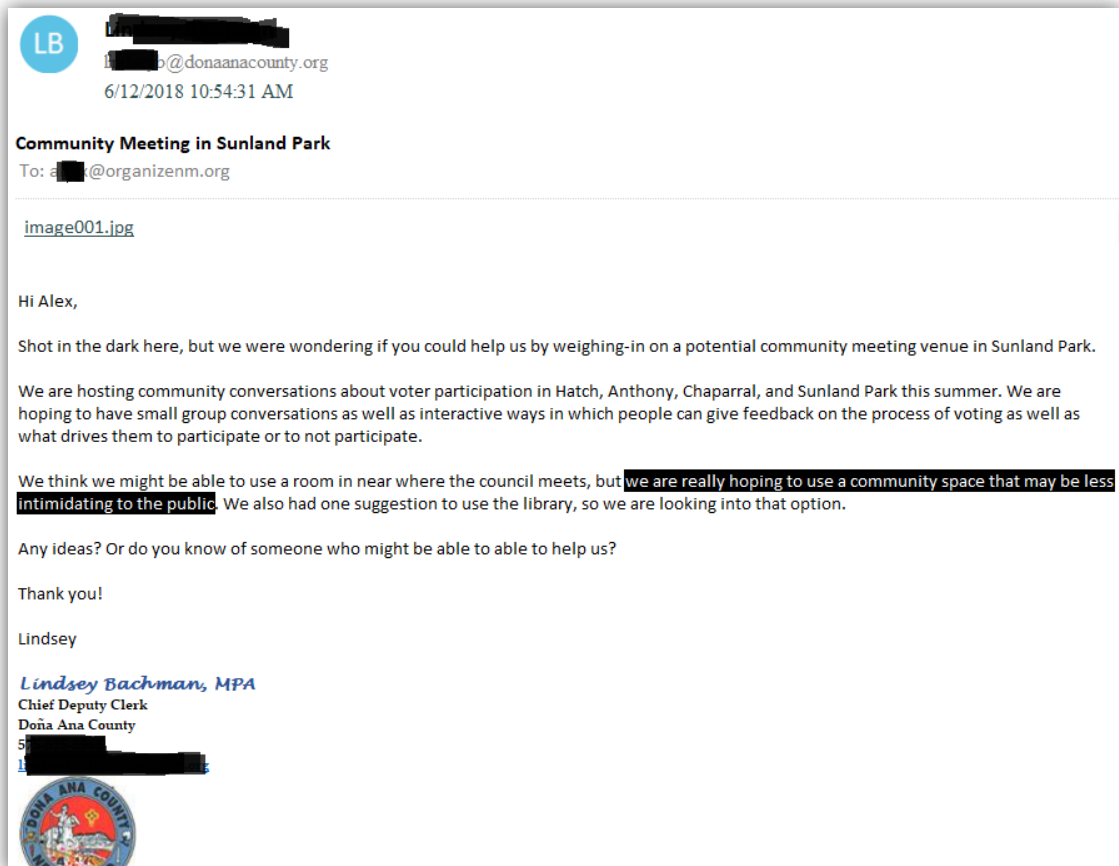 LB
@donaanacounty.org
6/12/2018 10:54:31 AM
Community Meeting in Sunland Park
To: a @organizenm.org
image001.jpg
Hi Alex,
Shot in the dark here, but we were wondering if you could help us by weighing-in on a potential community meeting venue in Sunland Park.
We are hosting community conversations about voter participation in Hatch, Anthony, Chaparral, and Sunland Park this summer. We are
hoping to have small group conversations as well as interactive ways in which people can give feedback on the process of voting as well as
what drives them to participate or to not participate.
We think we might be able to use a room in near where the council meets, but we are really hoping to use a community space that may be less
intimidating to the public. We also had one suggestion to use the library, so we are looking into that option.
Any ideas? Or do you know of someone who might be able to able to help us?
Thank you!
Lindsey
Lindsey Bachman, MPA
Chief Deputy Clerk
Doña Ana County
DOÑA ANA COUNTY